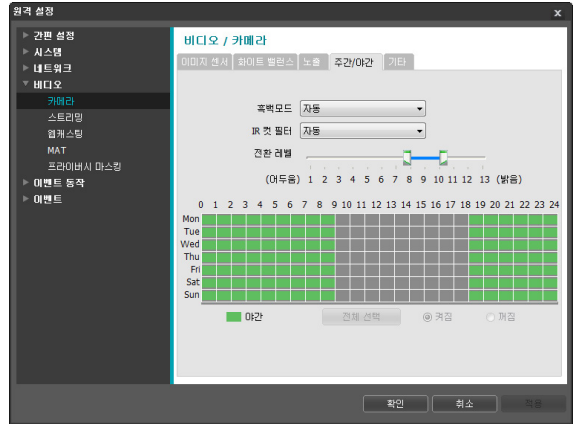 원격 설정
x
간편 설정
시스템
네트워크
비디오
카메라
스트리밍
웹캐스팅
MAT
프라이버시 마스킹
이벤트 동작
이벤트
비디오 / 카메라
이미지 센서 화이트 밸런스 노출 주간/야간 기타
흑백모드 자동
IR 컷 필터 자동
전환 레벨
(어두움) 1 2 3 4 5 6 7 8 9 10 11 12 13 (밝음)
0 1 2 3 4 5 6 7 8 9 10 11 12 13 14 15 16 17 18 19 20 21 22 23 24
Mon
Tue
Wed
Thu
Fri
Sat
Sun
야간 전체 선택 켜짐 꺼짐
확인 취소 적용